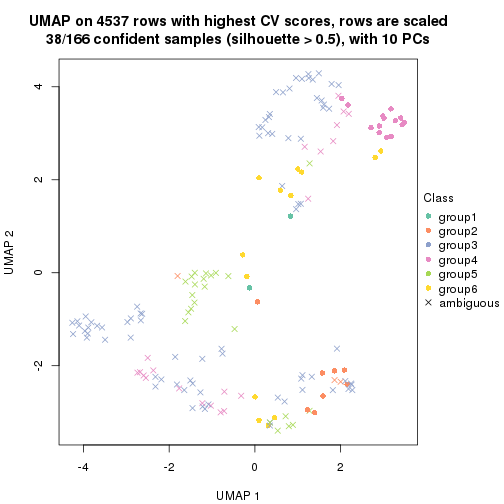 UMAP on 4537 rows with highest CV scores, rows are scaled
38/166 confident samples (silhouette > 0.5), with 10 PCs
4
2
0
-2
UMAP 2
-4
-2
0
2
UMAP 1
Class
group1
group2
group3
group4
group5
group6
ambiguous